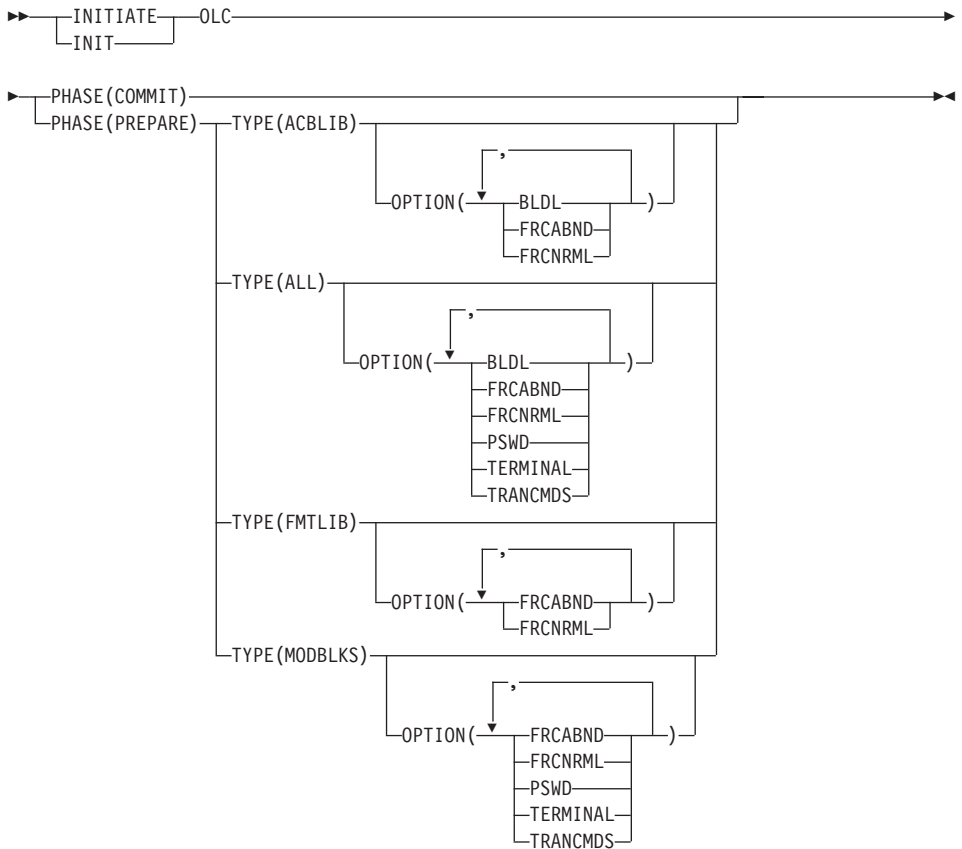 INITIATE OLC
INIT
PHASE(COMMIT)
PHASE(PREPARE) TYPE(ACBLIB)
,
OPTION( BLDL )
FRCABND
FRCNRML
TYPE(ALL)
,
OPTION( BLDL )
FRCABND
FRCNRML
PSWD
TERMINAL
TRANCMDS
TYPE(FMTLIB)
,
OPTION( FRCABND )
FRCNRML
TYPE(MODBLKS)
,
OPTION( FRCABND )
FRCNRML
PSWD
TERMINAL
TRANCMDS